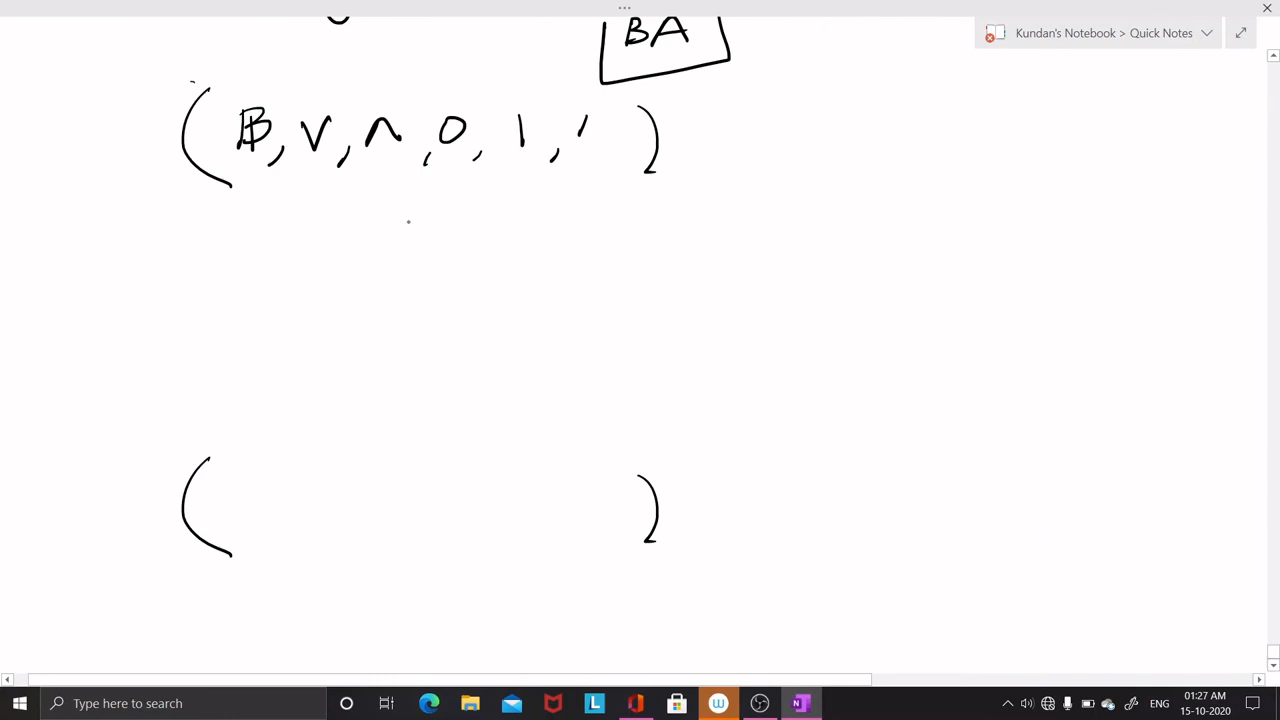 Kundan's Notebook > Quick Notes
BA
( B, ∨, ∧, 0, 1, ' )
( )
Type here to search
ENG
01:27 AM
15-10-2020